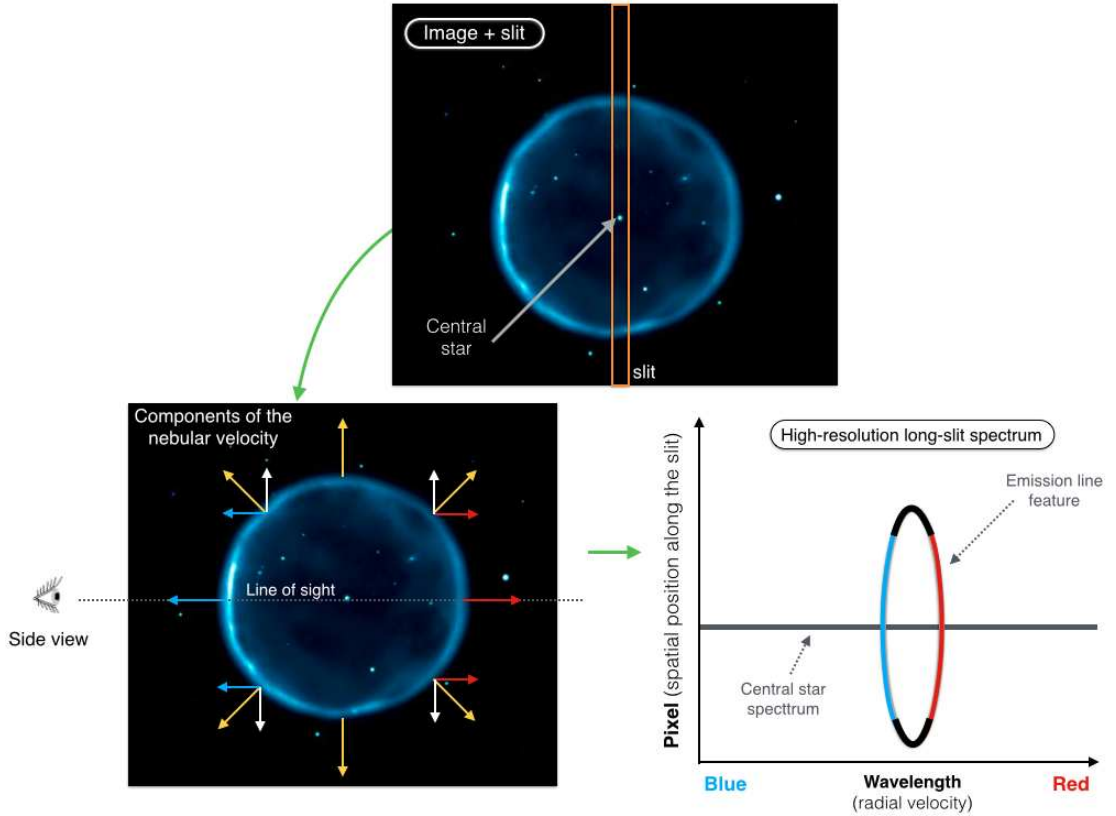 Image + slit
Central
star
slit
Components of the
nebular velocity
Line of sight
Side view
High-resolution long-slit spectrum
Emission line
feature
Central star
specttrum
Pixel (spatial position along the slit)
Blue
Wavelength
(radial velocity)
Red